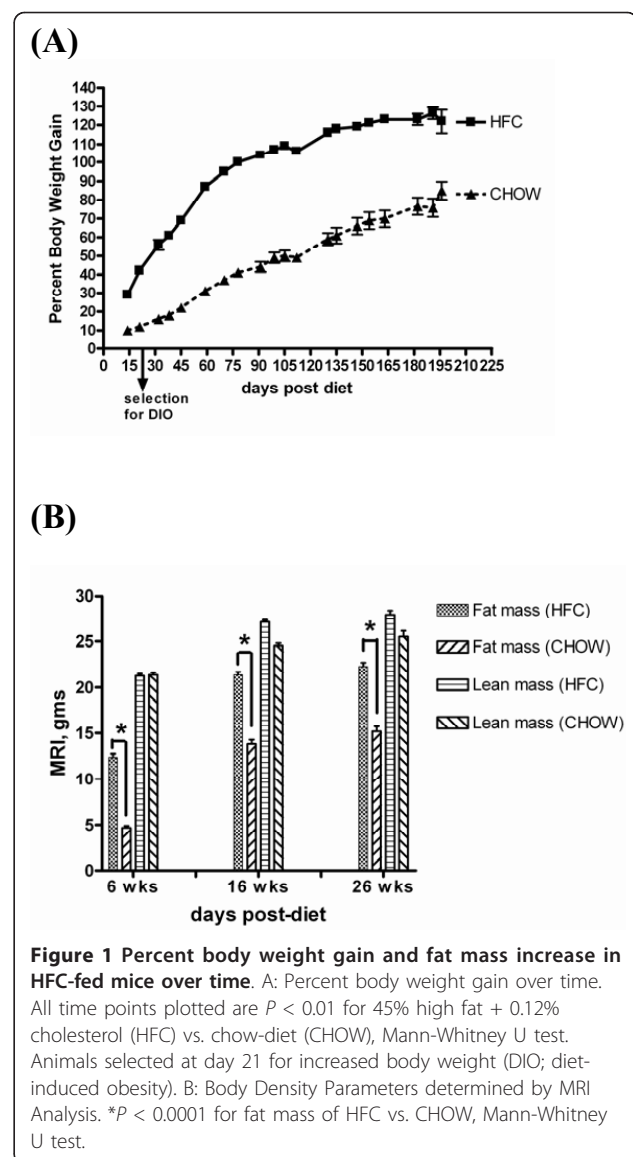 (A)
140
130
120
110
100
90
80
70
60
50
40
30
20
10
0
Percent Body Weight Gain
HFC
CHOW
0 15 30 45 60 75 90 105 120 135 150 165 180 195 210 225
days post diet
selection
for DIO
(B)
30
25
20
15
10
5
0
MRI, gms
* * *
Fat mass (HFC)
Fat mass (CHOW)
Lean mass (HFC)
Lean mass (CHOW)
6 wks 16 wks 26 wks
days post-diet
Figure 1 Percent body weight gain and fat mass increase in
HFC-fed mice over time. A: Percent body weight gain over time.
All time points plotted are P < 0.01 for 45% high fat + 0.12%
cholesterol (HFC) vs. chow-diet (CHOW), Mann-Whitney U test.
Animals selected at day 21 for increased body weight (DIO; diet-
induced obesity). B: Body Density Parameters determined by MRI
Analysis. *P < 0.0001 for fat mass of HFC vs. CHOW, Mann-Whitney
U test.